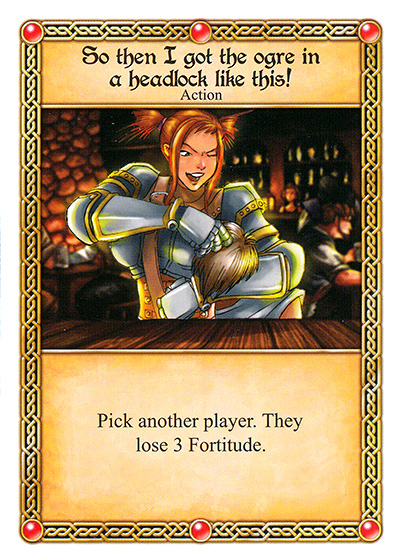 So then I got the ogre in
a headlock like this!
Action
Pick another player. They
lose 3 Fortitude.